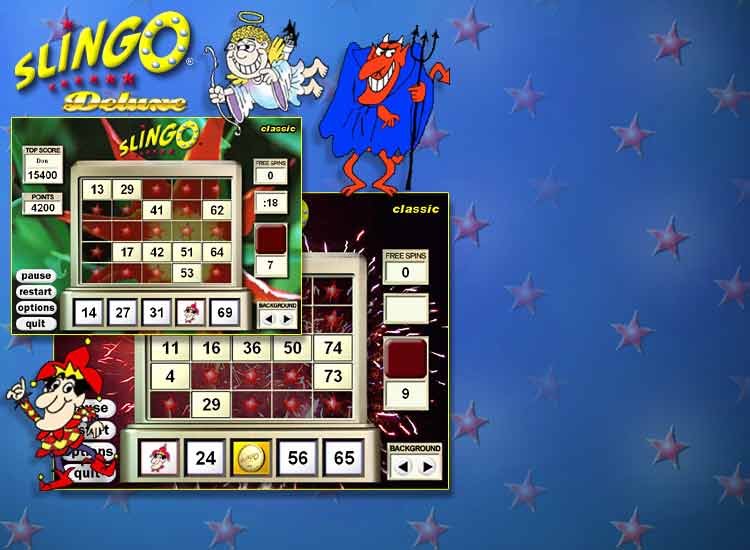 SLINGO®
Deluxe
SLINGO
classic
TOP SCORE
Don
15400
POINTS
4200
FREE SPINS
0
:18
7
13 29
41 62
17 42 51 64
53
pause
restart
options
quit
14 27 31 69
BACKGROUND
classic
FREE SPINS
0
9
11 16 36 50 74
4 73
29
options
quit
24 56 65
BACKGROUND